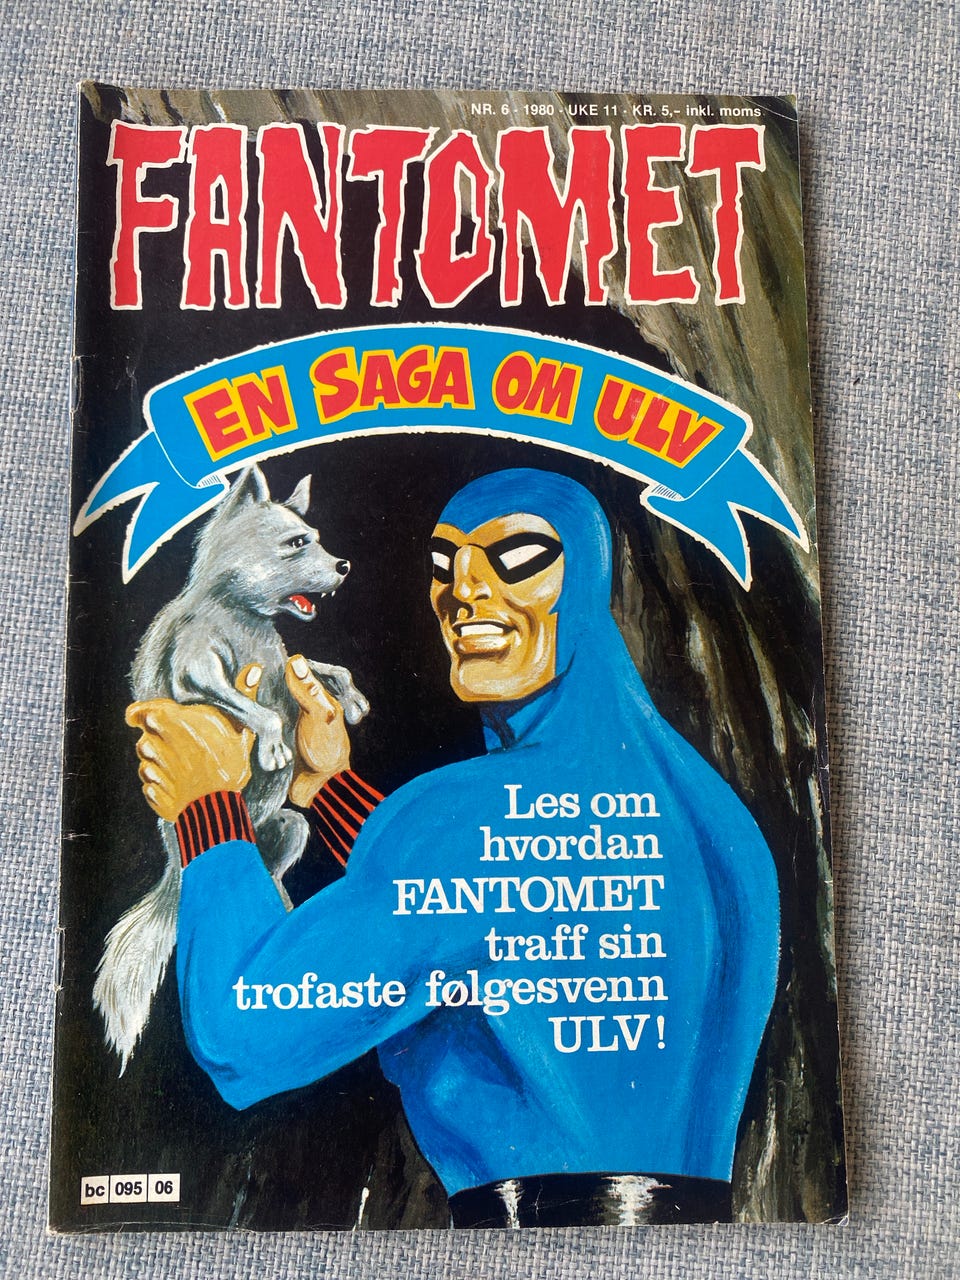 NR. 6 - 1980 - UKE 11 - KR. 5,- inkl. moms
FANTOMET
EN SAGA OM ULV
Les om
hvordan
FANTOMET
traff sin
trofaste følgesvenn
ULV!
bc 095 06